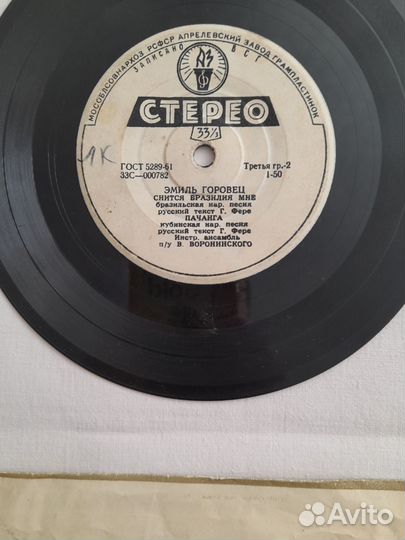 МОСОБЛСОВНАРХОЗ РСФСР АПРЕЛЕВСКИЙ ЗАВОД ГРАМПЛАСТИНОК
ЗАПИСАНО ВСГ
АЗ
СТЕРЕО
33⅓
1К
ГОСТ 5289-61
Третья гр.-2
33С—000782
1-50
ЭМИЛЬ ГОРОВЕЦ
СНИТСЯ БРАЗИЛИЯ МНЕ
бразильская нар. песня
русский текст Г. Фере
ПАЧАНГА
кубинская нар. песня
русский текст Г. Фере
Инстр. ансамбль
п/у В. ВОРОНИНСКОГО
Avito